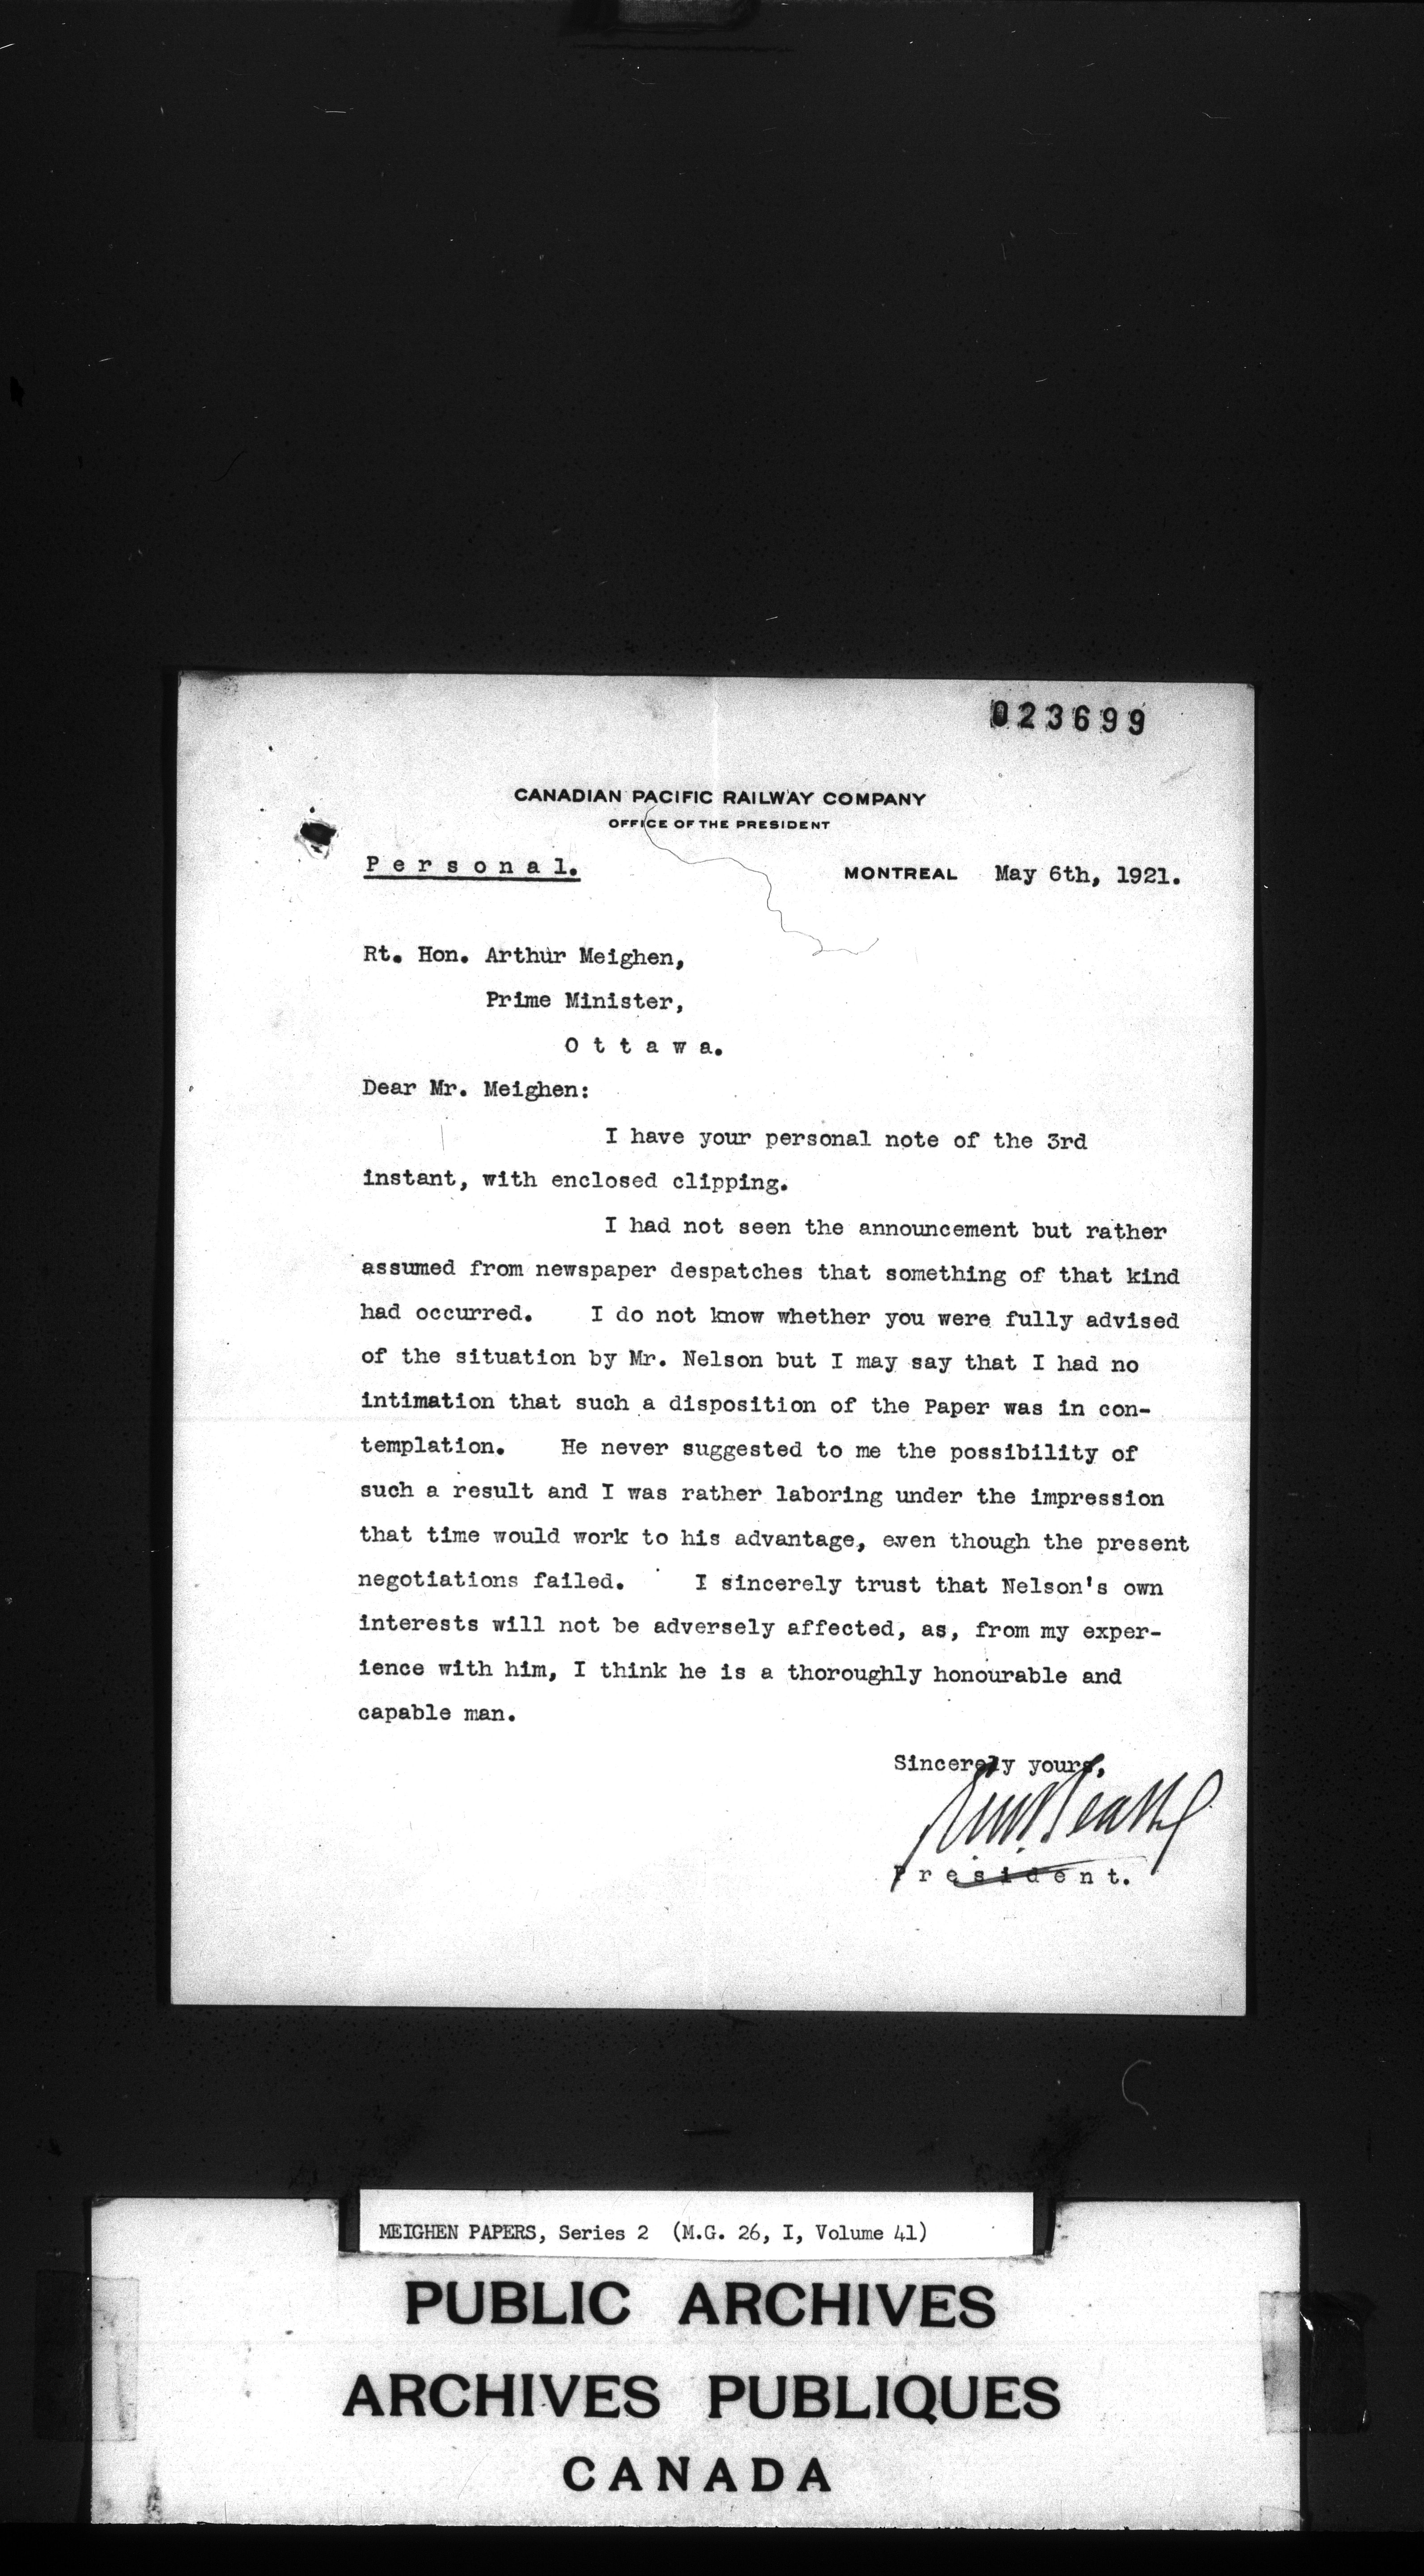 023699
CANADIAN PACIFIC RAILWAY COMPANY
OFFICE OF THE PRESIDENT
Personal.
MONTREAL May 6th, 1921.
Rt. Hon. Arthur Meighen,
Prime Minister,
Ottawa.
Dear Mr. Meighen:
I have your personal note of the 3rd
instant, with enclosed clipping.
I had not seen the announcement but rather
assumed from newspaper despatches that something of that kind
had occurred. I do not know whether you were fully advised
of the situation by Mr. Nelson but I may say that I had no
intimation that such a disposition of the Paper was in con-
templation. He never suggested to me the possibility of
such a result and I was rather laboring under the impression
that time would work to his advantage, even though the present
negotiations failed. I sincerely trust that Nelson's own
interests will not be adversely affected, as, from my exper-
ience with him, I think he is a thoroughly honourable and
capable man.
Sincerely yours,
President.
MEIGHEN PAPERS, Series 2 (M.G. 26, I, Volume 41)
PUBLIC ARCHIVES
ARCHIVES PUBLIQUES
CANADA